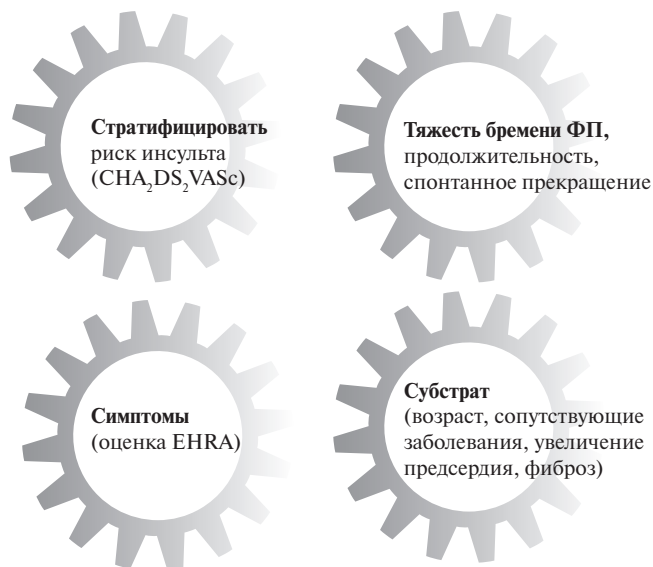 Стратифицировать
риск инсульта
(CHA₂DS₂VASc)
Тяжесть бремени ФП,
продолжительность,
спонтанное прекращение
Симптомы
(оценка EHRA)
Субстрат
(возраст, сопутствующие
заболевания, увеличение
предсердия, фиброз)